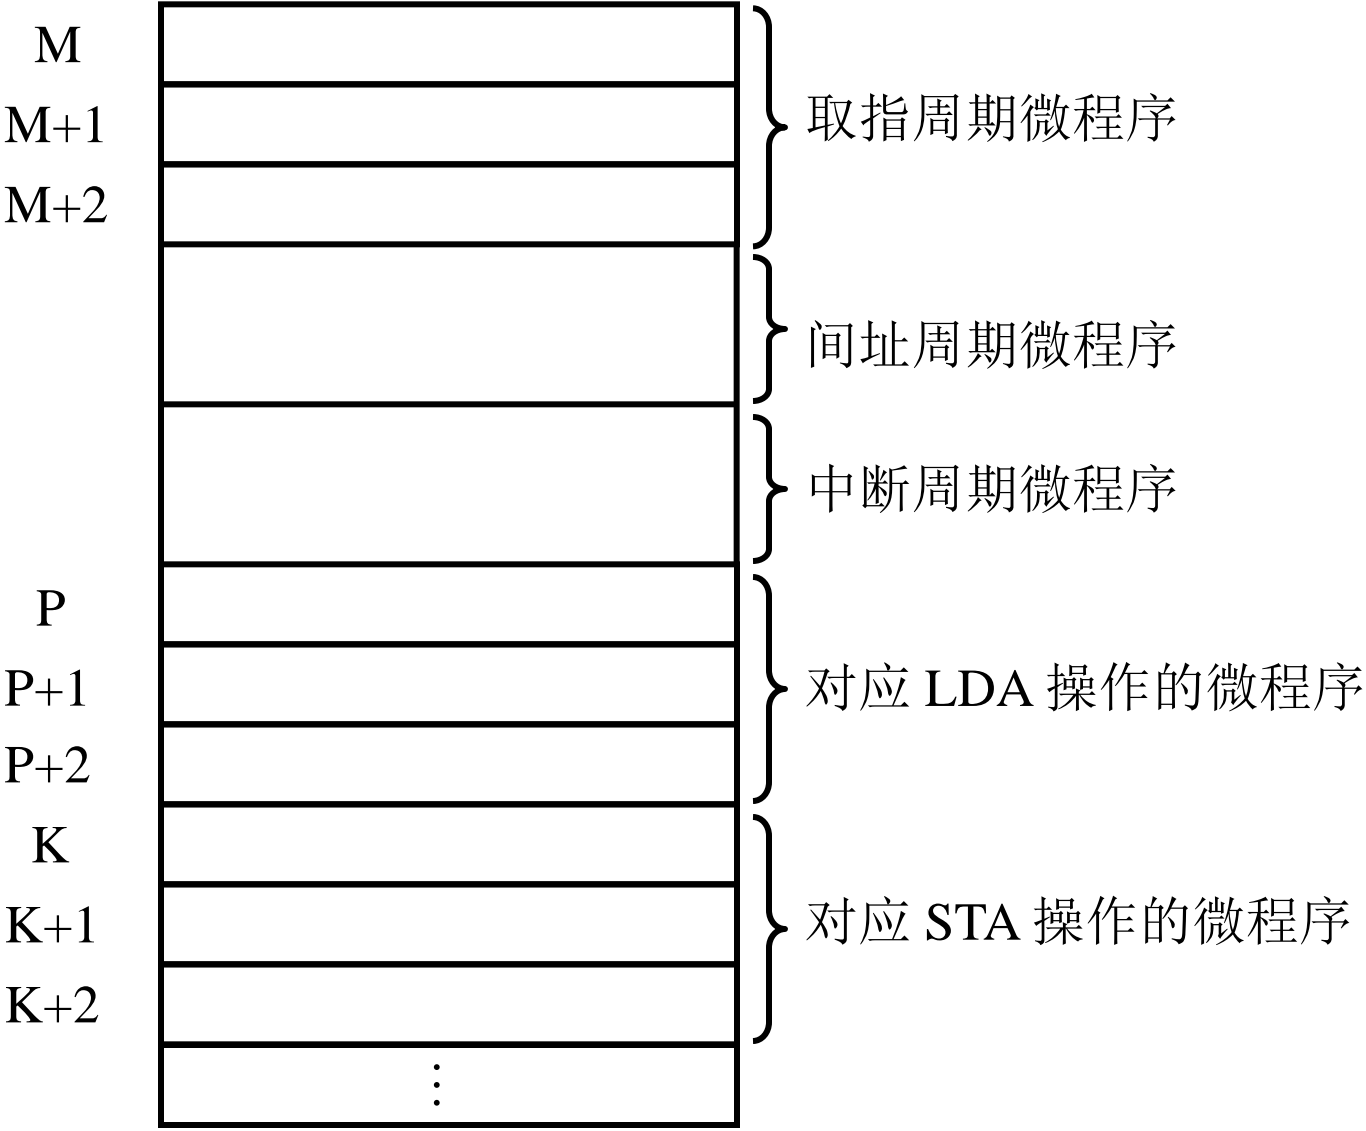 M
M+1
取指周期微程序
M+2
间址周期微程序
中断周期微程序
P
P+1
对应 LDA 操作的微程序
P+2
K
K+1
对应 STA 操作的微程序
K+2
⋮